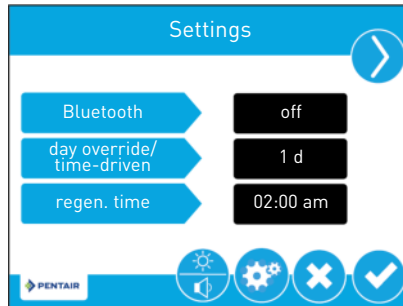 Settings
Bluetooth
off
day override/
time-driven
1 d
regen. time
02:00 am
PENTAIR